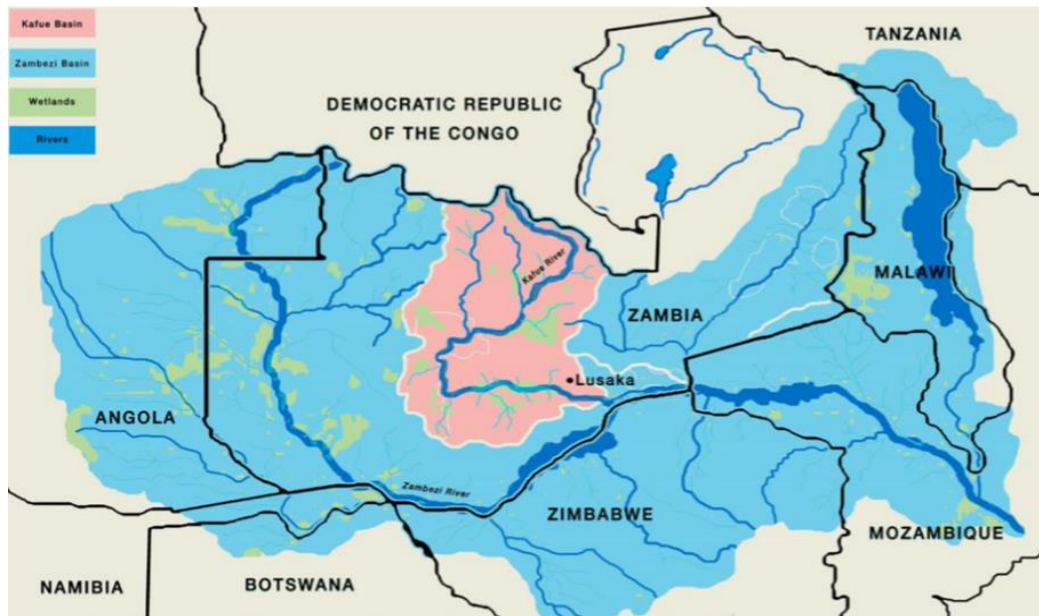 Kafue Basin
Zambezi Basin
Wetlands
Rivers
TANZANIA
DEMOCRATIC REPUBLIC
OF THE CONGO
Kafue River
MALAWI
ZAMBIA
Lusaka
ANGOLA
Zambezi River
ZIMBABWE
MOZAMBIQUE
NAMIBIA
BOTSWANA